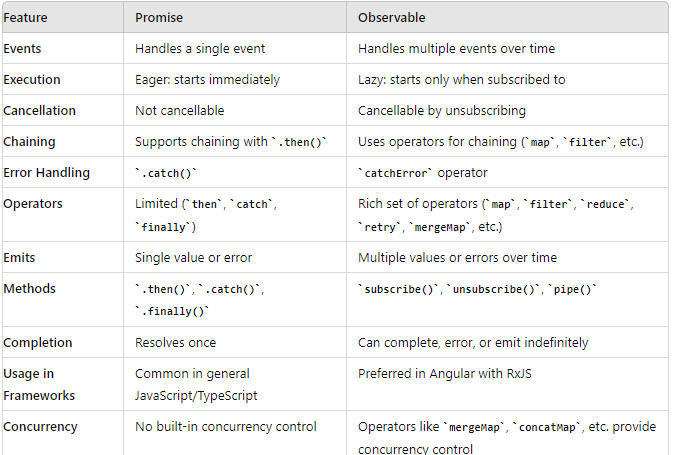 Feature Promise Observable
Events Handles a single event Handles multiple events over time
Execution Eager: starts immediately Lazy: starts only when subscribed to
Cancellation Not cancellable Cancellable by unsubscribing
Chaining Supports chaining with `.then()` Uses operators for chaining (`map`, `filter`, etc.)
Error Handling `.catch()` `catchError` operator
Operators Limited (`then`, `catch`, Rich set of operators (`map`, `filter`, `reduce`,
`finally`) `retry`, `mergeMap`, etc.)
Emits Single value or error Multiple values or errors over time
Methods `.then()`, `.catch()`, `subscribe()`, `unsubscribe()`, `pipe()`
`.finally()`
Completion Resolves once Can complete, error, or emit indefinitely
Usage in Common in general Preferred in Angular with RxJS
Frameworks JavaScript/TypeScript
Concurrency No built-in concurrency control Operators like `mergeMap`, `concatMap`, etc. provide
concurrency control